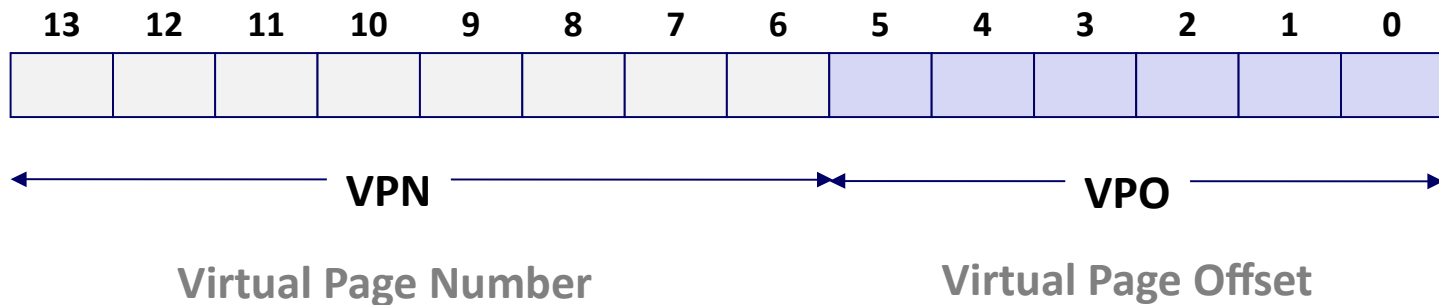 13 12 11 10 9 8 7 6 5 4 3 2 1 0
VPN VPO
Virtual Page Number Virtual Page Offset